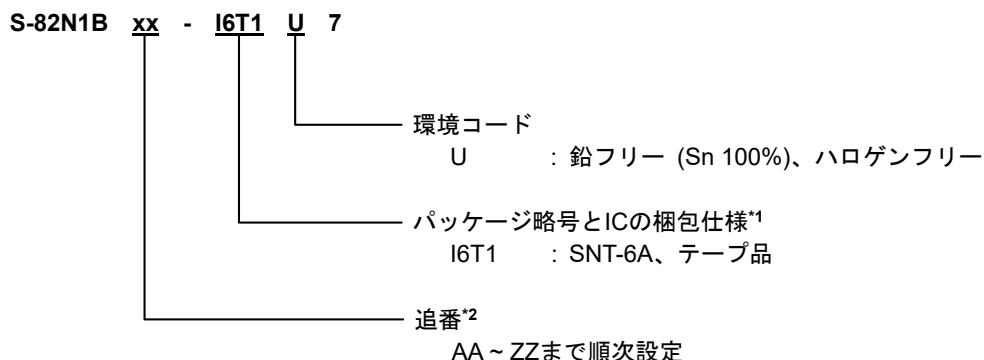 S-82N1B xx - I6T1 U 7
環境コード
U : 鉛フリー (Sn 100%)、ハロゲンフリー
パッケージ略号とICの梱包仕様*1
I6T1 : SNT-6A、テープ品
追番*2
AA ~ ZZまで順次設定